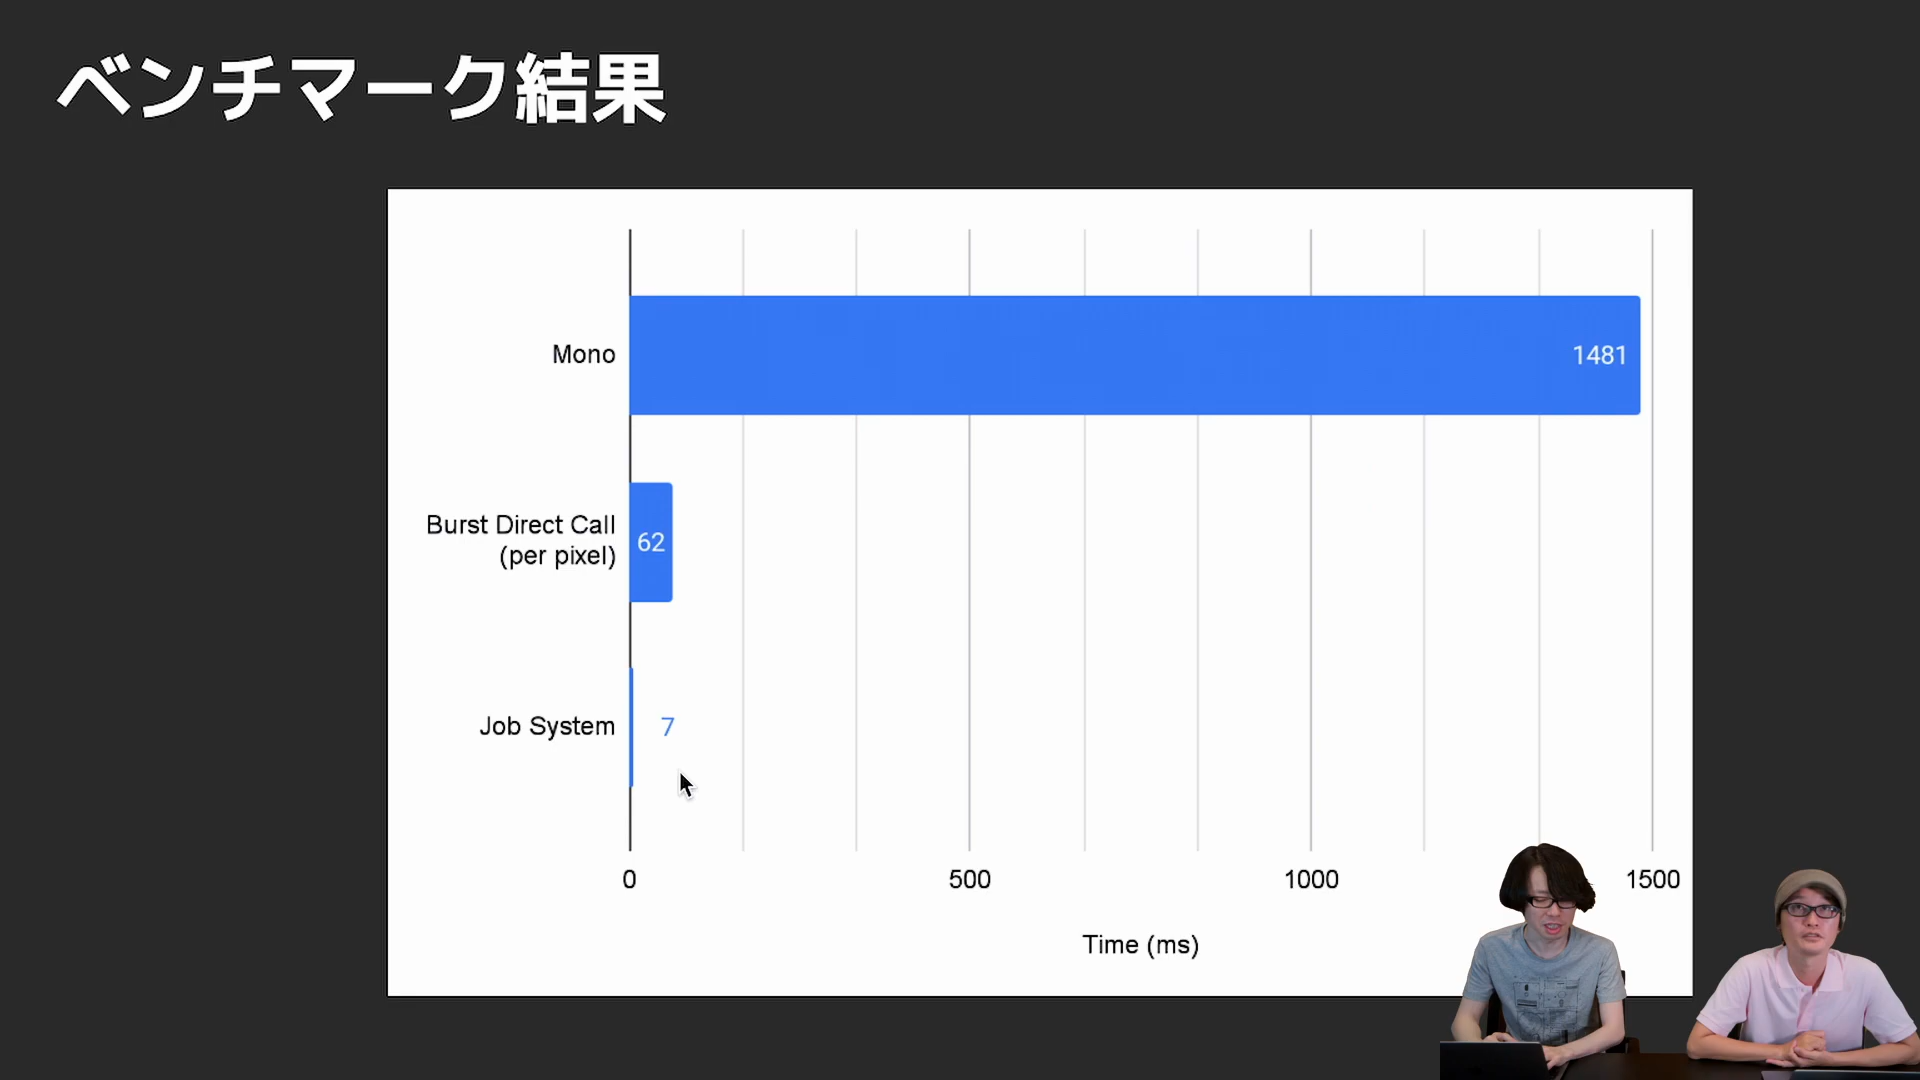 ベンチマーク結果
Mono
1481
Burst Direct Call
(per pixel)
62
Job System
7
0
500
1000
1500
Time (ms)